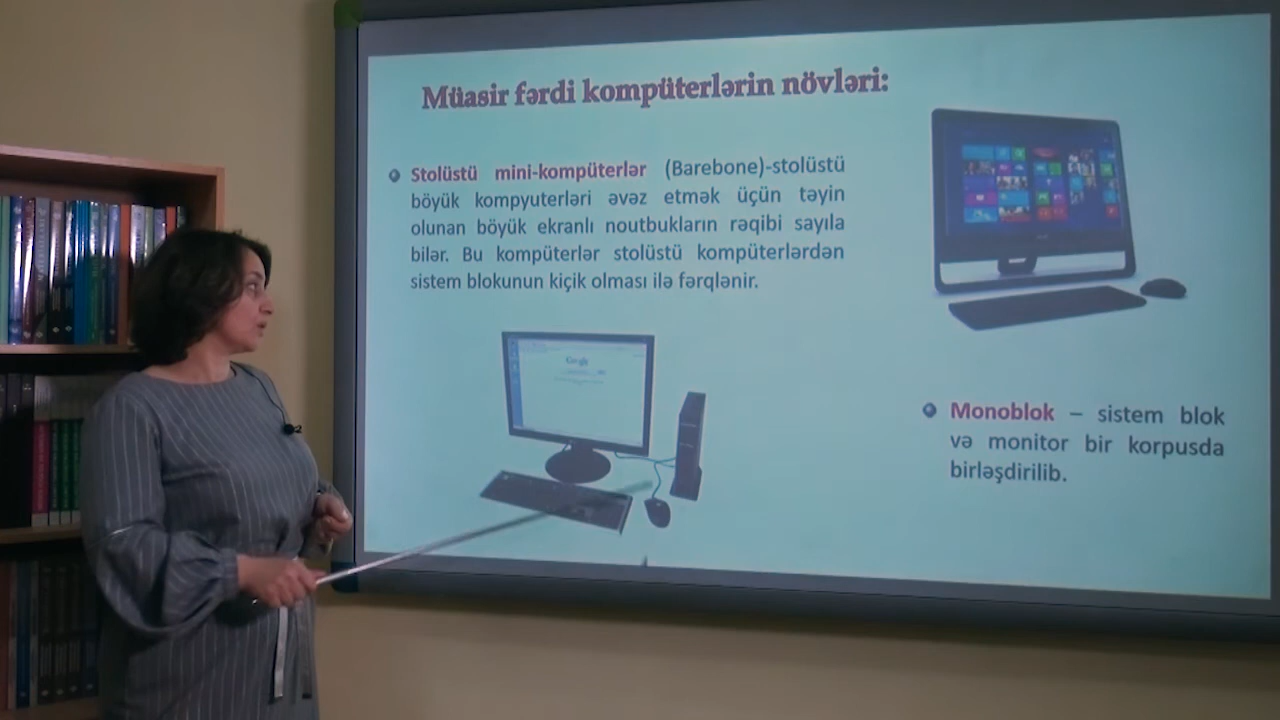 Müasir fərdi kompüterlərin növləri:
Stolüstü mini-kompüterlər (Barebone)-stolüstü
böyük kompyuterləri əvəz etmək üçün təyin
olunan böyük ekranlı noutbukların rəqibi sayıla
bilər. Bu kompüterlər stolüstü kompüterlərdən
sistem blokunun kiçik olması ilə fərqlənir.
Google
Monoblok – sistem blok
və monitor bir korpusda
birləşdirilib.